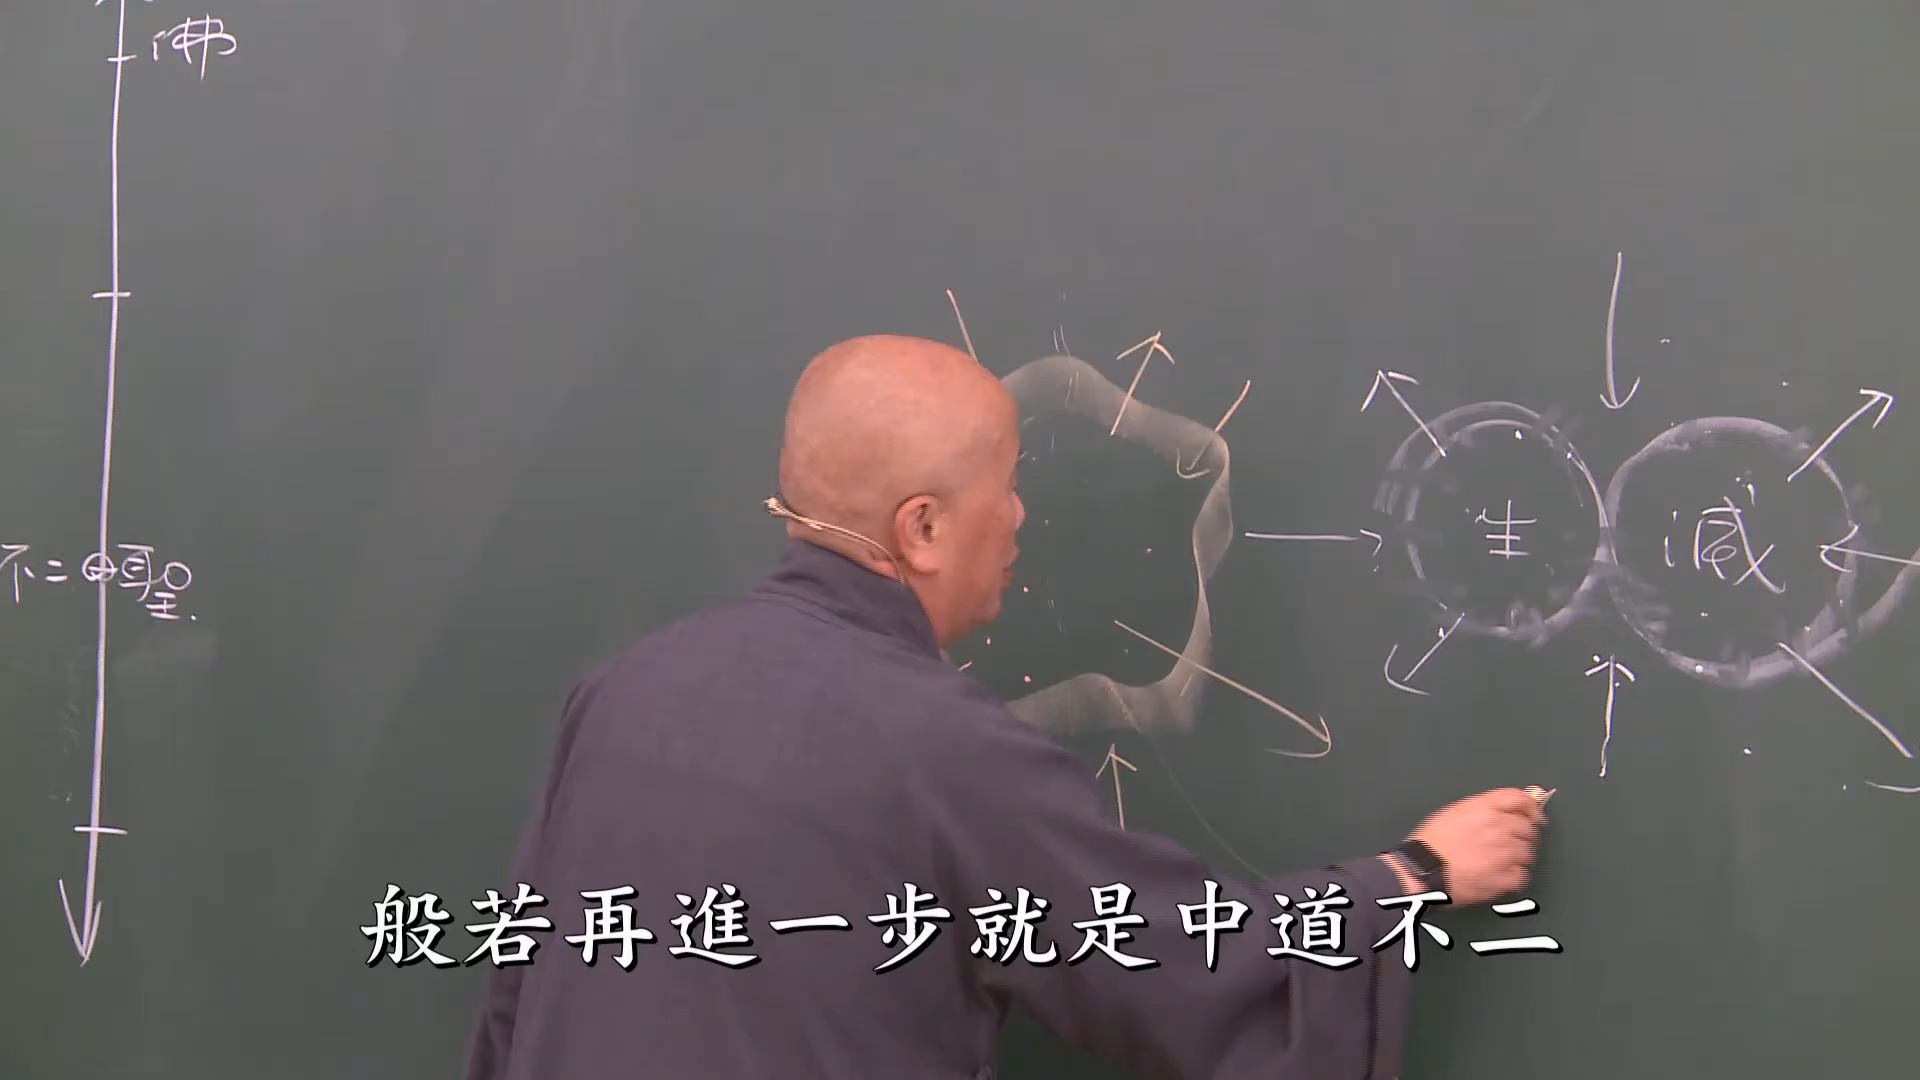 佛
不二 聖
生
滅
般若再進一步就是中道不二